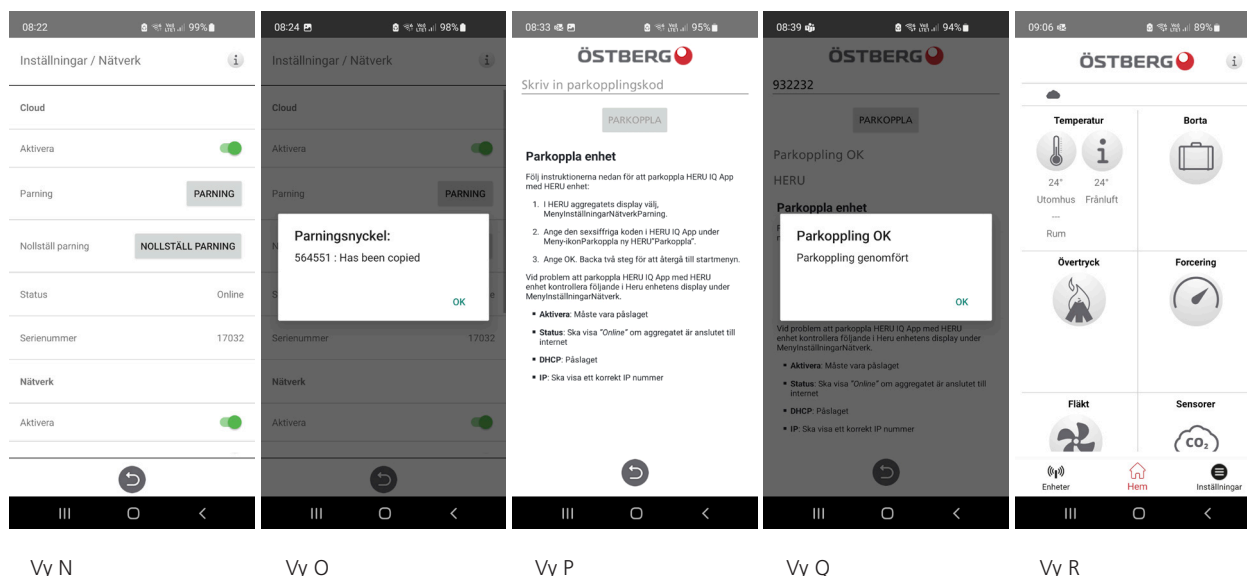 08:22 99%
Inställningar / Nätverk i
Cloud
Aktivera
Parning PARNING
Nollställ parning NOLLSTÄLL PARNING
Status Online
Serienummer 17032
Nätverk
Aktivera
Vy N
08:24 98%
Inställningar / Nätverk i
Cloud
Aktivera
Parning PARNING
Parningsnyckel:
564551 : Has been copied
OK
Serienummer 17032
Nätverk
Aktivera
Vy O
08:33 95%
ÖSTBERG
Skriv in parkopplingskod
PARKOPPLA
Parkoppla enhet
Följ instruktionerna nedan för att parkoppla HERU IQ App
med HERU enhet:
1. I HERU aggregatets display välj,
MenyInställningarNätverkParning.
2. Ange den sexsiffriga koden i HERU IQ App under
Meny-ikonParkoppla ny HERU"Parkoppla".
3. Ange OK. Backa två steg för att återgå till startmenyn.
Vid problem att parkoppla HERU IQ App med HERU
enhet kontrollera följande i Heru enhetens display under
MenyInställningarNätverk.
▪ Aktivera: Måste vara påslaget
▪ Status: Ska visa "Online" om aggregatet är anslutet till
internet
▪ DHCP: Påslaget
▪ IP: Ska visa ett korrekt IP nummer
Vy P
08:39 94%
ÖSTBERG
932232
PARKOPPLA
Parkoppling OK
HERU
Parkoppla enhet
Parkoppling OK
Parkoppling genomfört
OK
Vid problem att parkoppla HERU IQ App med HERU
enhet kontrollera följande i Heru enhetens display under
MenyInställningarNätverk.
▪ Aktivera: Måste vara påslaget
▪ Status: Ska visa "Online" om aggregatet är anslutet till
internet
▪ DHCP: Påslaget
▪ IP: Ska visa ett korrekt IP nummer
Vy Q
09:06 89%
ÖSTBERG i
Temperatur Borta
i
24° 24°
Utomhus Frånluft
---
Rum
Övertryck Forcering
Fläkt Sensorer
CO₂
Enheter Hem Inställningar
Vy R